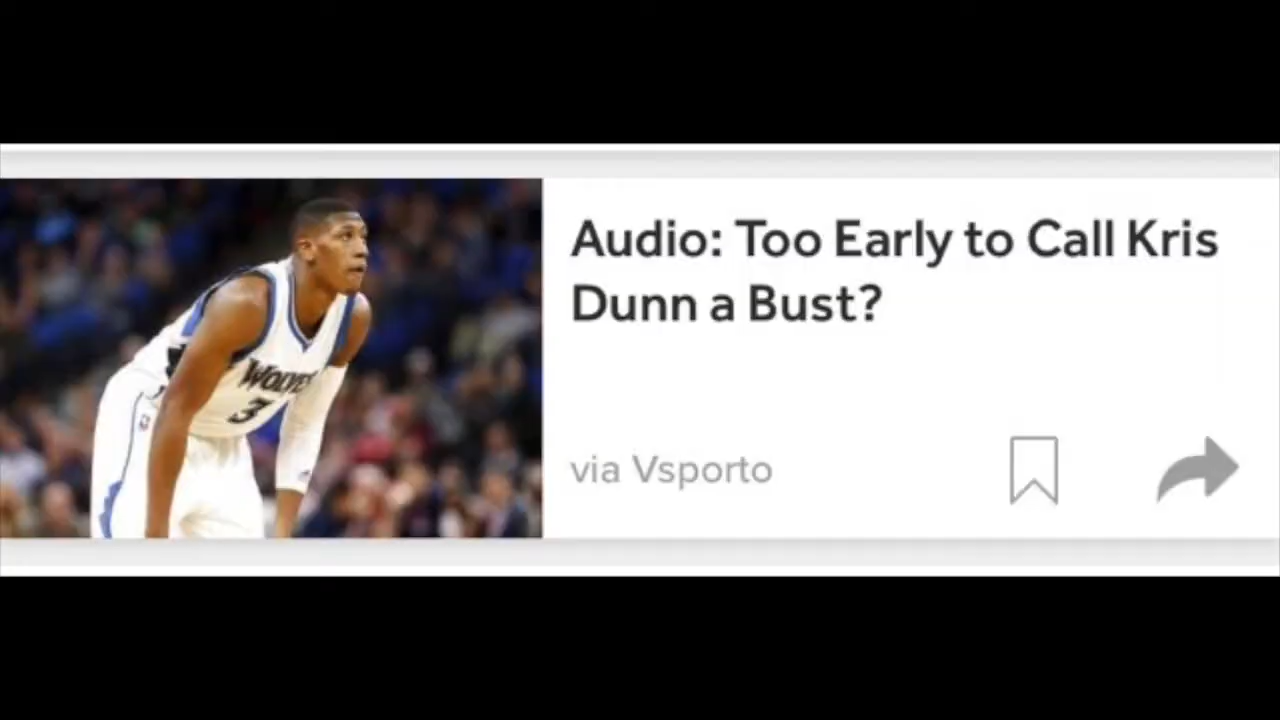 Audio: Too Early to Call Kris
Dunn a Bust?
WOLVES
3
via Vsporto